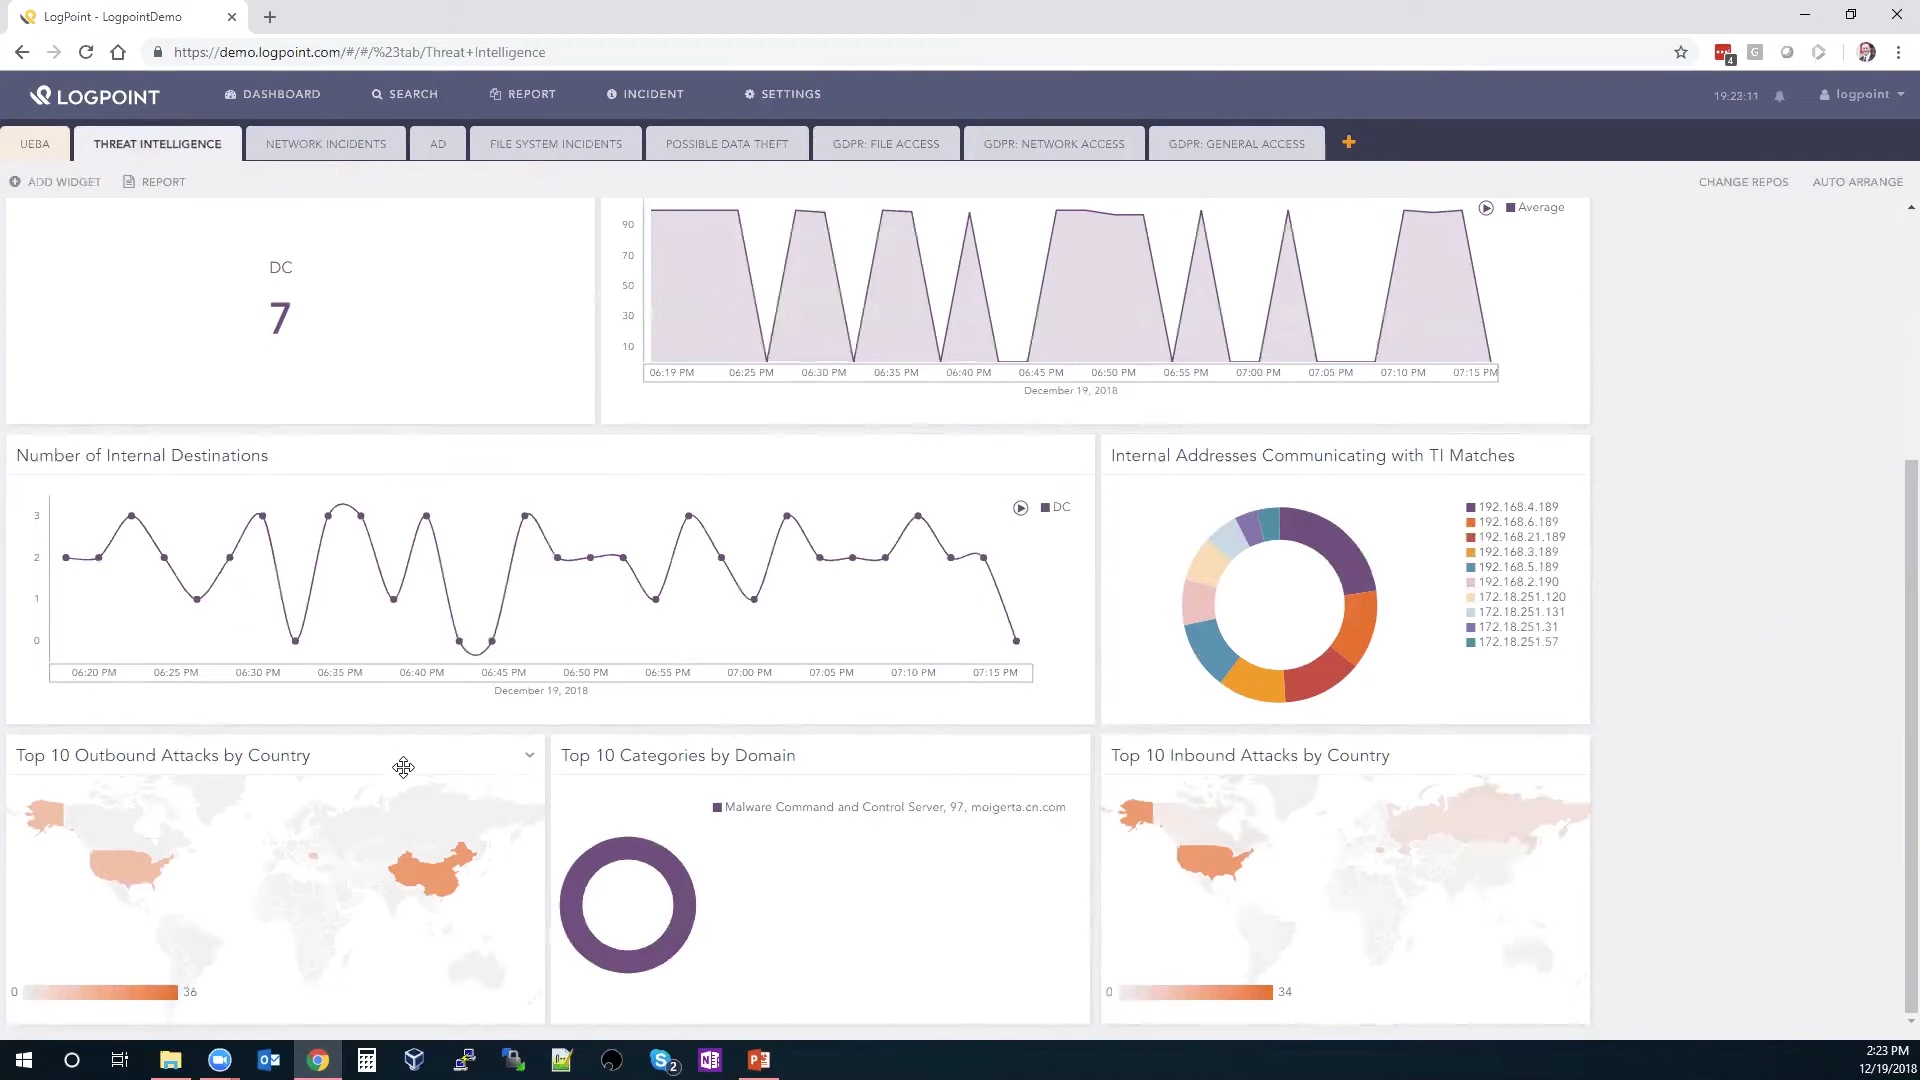 LogPoint - LogpointDemo
https://demo.logpoint.com/#/#/%23tab/Threat+Intelligence
4
LOGPOINT
DASHBOARD
SEARCH
REPORT
INCIDENT
SETTINGS
19:23:11
logpoint
UEBA
THREAT INTELLIGENCE
NETWORK INCIDENTS
AD
FILE SYSTEM INCIDENTS
POSSIBLE DATA THEFT
GDPR: FILE ACCESS
GDPR: NETWORK ACCESS
GDPR: GENERAL ACCESS
ADD WIDGET
REPORT
CHANGE REPOS
AUTO ARRANGE
DC
7
Average
90
70
50
30
10
06:19 PM 06:25 PM 06:30 PM 06:35 PM 06:40 PM 06:45 PM 06:50 PM 06:55 PM 07:00 PM 07:05 PM 07:10 PM 07:15 PM
December 19, 2018
Number of Internal Destinations
DC
3
2
1
0
06:20 PM 06:25 PM 06:30 PM 06:35 PM 06:40 PM 06:45 PM 06:50 PM 06:55 PM 07:00 PM 07:05 PM 07:10 PM 07:15 PM
December 19, 2018
Internal Addresses Communicating with TI Matches
192.168.4.189
192.168.6.189
192.168.21.189
192.168.3.189
192.168.5.189
192.168.2.190
172.18.251.120
172.18.251.131
172.18.251.31
172.18.251.57
Top 10 Outbound Attacks by Country
0 36
Top 10 Categories by Domain
Malware Command and Control Server, 97, moigerta.cn.com
Top 10 Inbound Attacks by Country
0 34
2
2:23 PM
12/19/2018